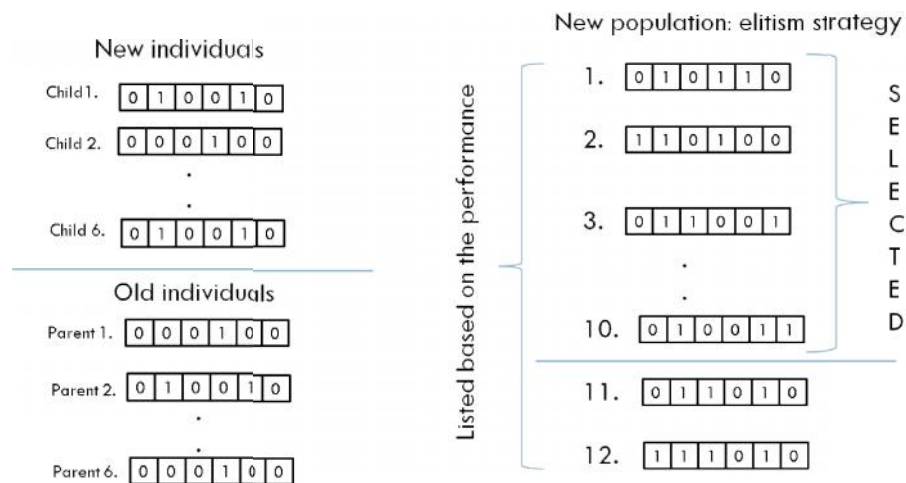 New individuals
Child 1. 0 1 0 0 1 0
Child 2. 0 0 0 1 0 0
Child 6. 0 1 0 0 1 0
Old individuals
Parent 1. 0 0 0 1 0 0
Parent 2. 0 1 0 0 1 0
Parent 6. 0 0 0 1 0 0
Listed based on the performance
New population: elitism strategy
1. 0 1 0 1 1 0
2. 1 1 0 1 0 0
3. 0 1 1 0 0 1
10. 0 1 0 0 1 1
11. 0 1 1 0 1 0
12. 1 1 1 0 1 0
SELECTED